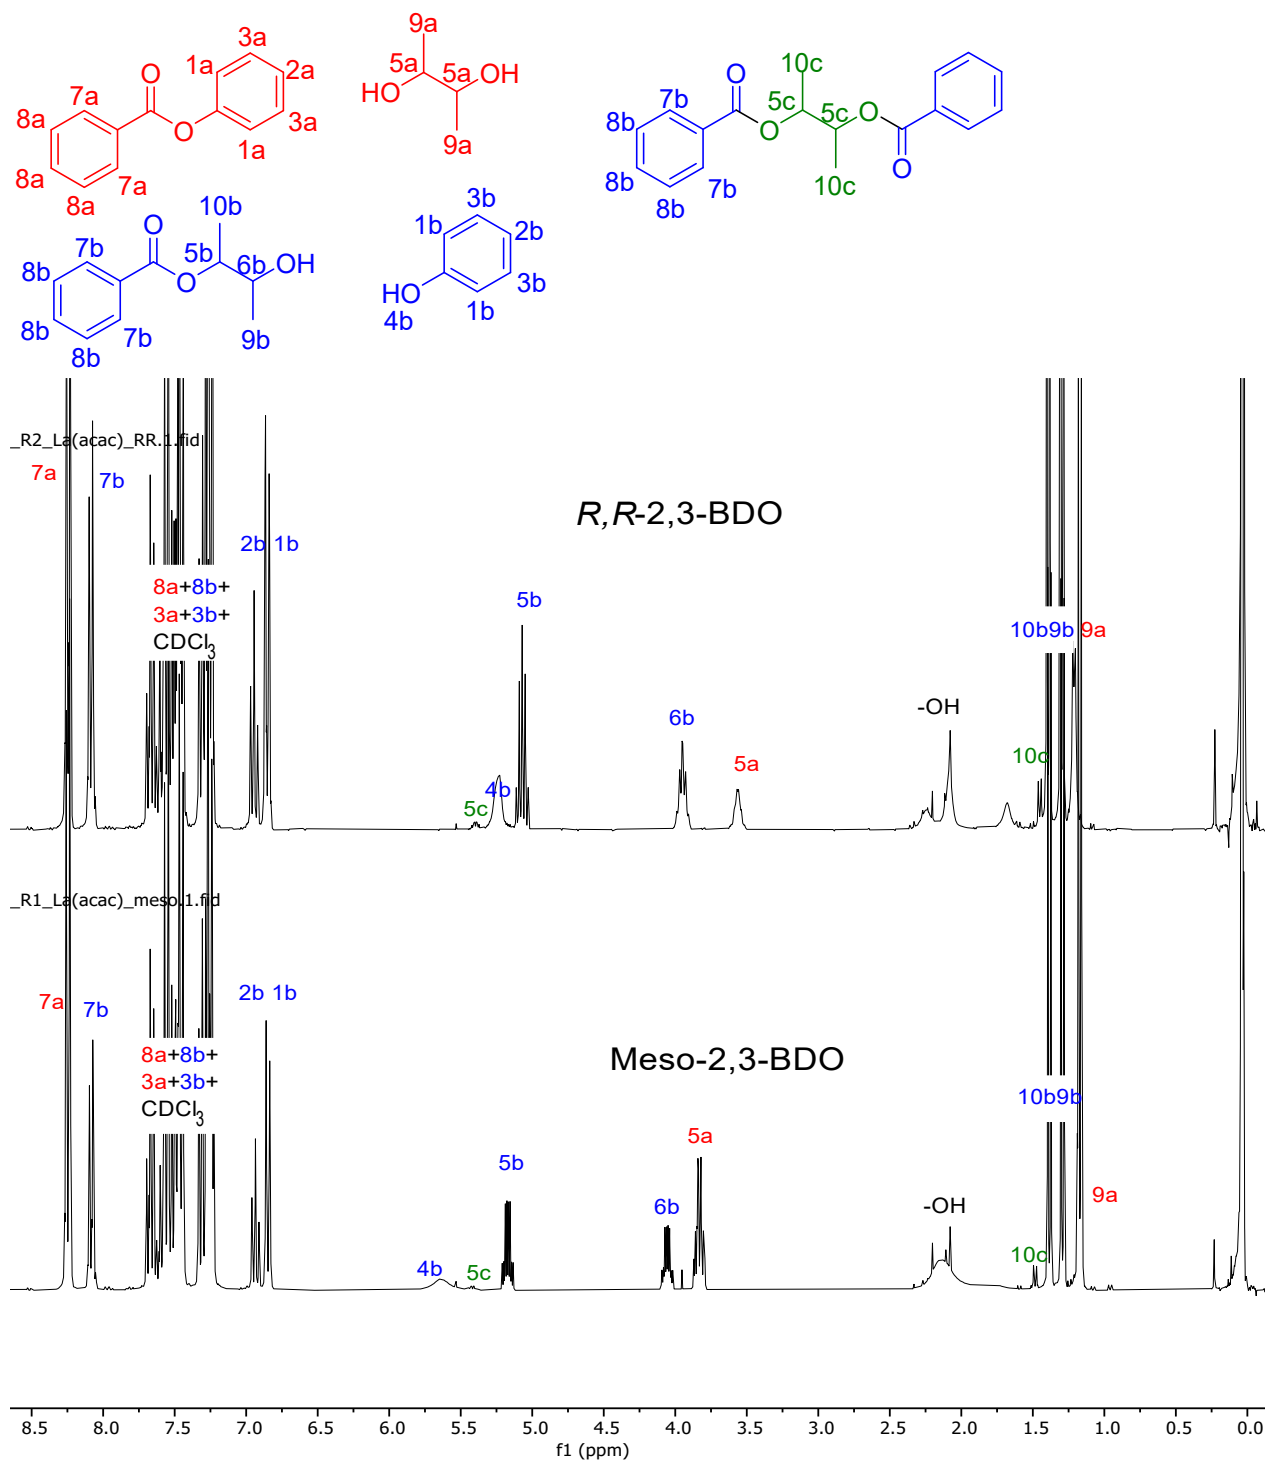 9a
3a
1a
O
5a
5a
OH
2a
HO
7a
8a
O
3a
9a
1a
8a
7a
8a
10c
O
7b
5c
8b
5c
O
O
O
8b
7b
10c
8b
10b
O
7b
5b
6b
OH
8b
O
8b
7b
9b
8b
3b
1b
2b
HO
3b
4b
1b
_R2_La(acac)_RR.1.fid
7a
7b
R,R-2,3-BDO
2b 1b
8a+8b+
3a+3b+
CDCl3
5b
10b9b 9a
6b
-OH
5a
10c
4b
5c
_R1_La(acac)_meso.1.fid
7a
7b
2b 1b
Meso-2,3-BDO
8a+8b+
3a+3b+
CDCl3
10b9b
5a
5b
6b
-OH
9a
4b
5c
10c
8.5 8.0 7.5 7.0 6.5 6.0 5.5 5.0 4.5 4.0 3.5 3.0 2.5 2.0 1.5 1.0 0.5 0.0
f1 (ppm)